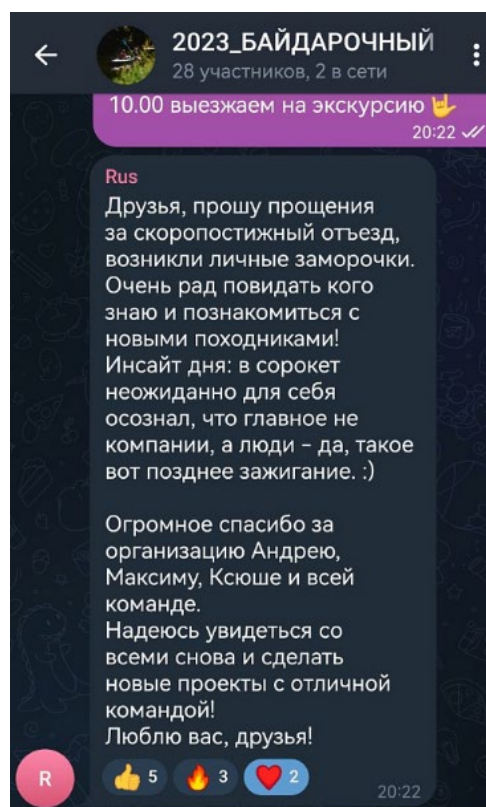 2023_БАЙДАРОЧНЫЙ
28 участников, 2 в сети
10.00 выезжаем на экскурсию 🤟
20:22
Rus
Друзья, прошу прощения
за скоропостижный отъезд,
возникли личные заморочки.
Очень рад повидать кого
знаю и познакомиться с
новыми походниками!
Инсайт дня: в сорокет
неожиданно для себя
осознал, что главное не
компании, а люди – да, такое
вот позднее зажигание. :)
Огромное спасибо за
организацию Андрею,
Максиму, Ксюше и всей
команде.
Надеюсь увидеться со
всеми снова и сделать
новые проекты с отличной
командой!
Люблю вас, друзья!
R 👍 5 🔥 3 ❤️ 2 20:22